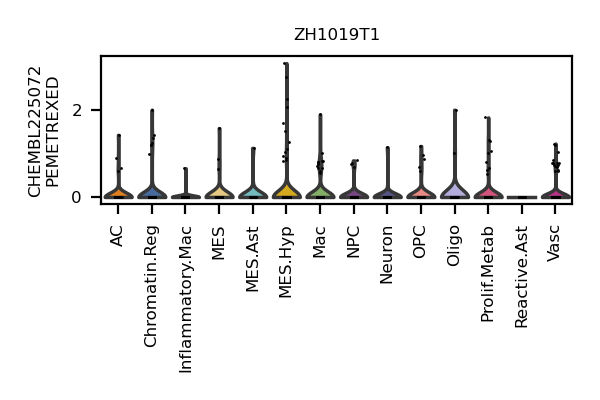 ZH1019T1
CHEMBL225072
PEMETREXED
2
0
AC
Chromatin.Reg
Inflammatory.Mac
MES
MES.Ast
MES.Hyp
Mac
NPC
Neuron
OPC
Oligo
Prolif.Metab
Reactive.Ast
Vasc